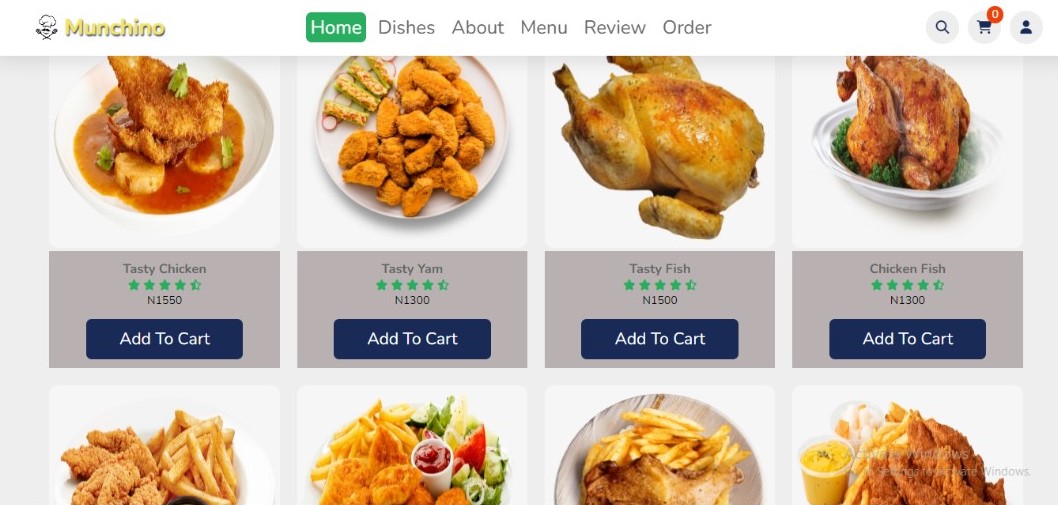 Munchino
Home Dishes About Menu Review Order
0
Tasty Chicken
N1550
Add To Cart
Tasty Yam
N1300
Add To Cart
Tasty Fish
N1500
Add To Cart
Chicken Fish
N1300
Add To Cart
Activate Windows
to Settings to activate Windows.